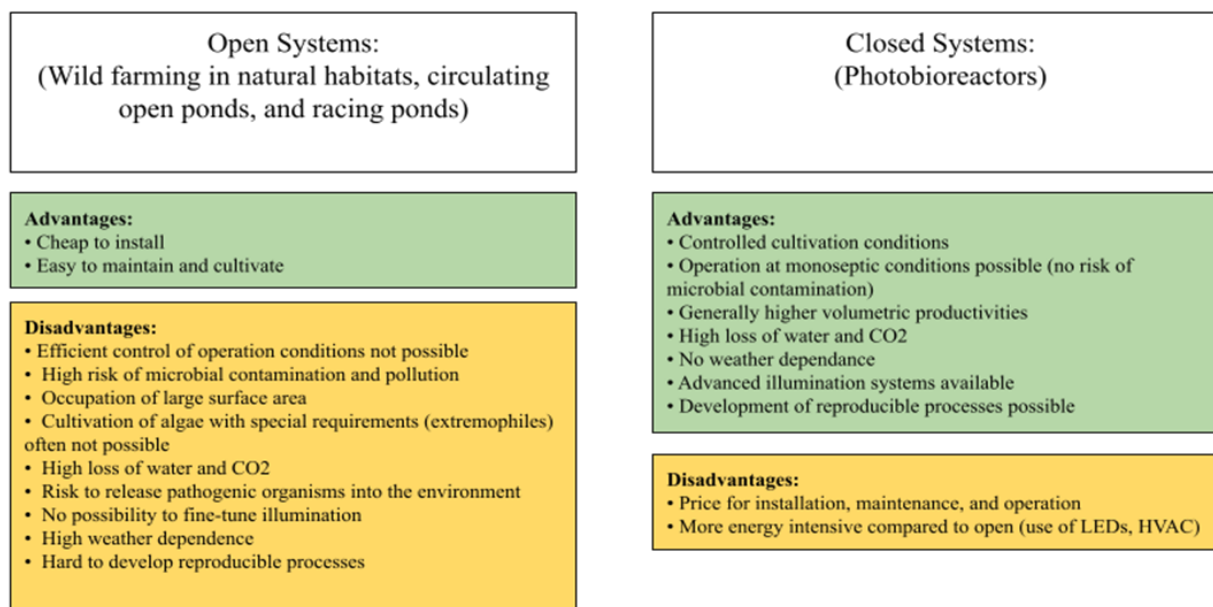 Open Systems:
(Wild farming in natural habitats, circulating
open ponds, and racing ponds)
Advantages:
• Cheap to install
• Easy to maintain and cultivate
Disadvantages:
• Efficient control of operation conditions not possible
• High risk of microbial contamination and pollution
• Occupation of large surface area
• Cultivation of algae with special requirements (extremophiles)
often not possible
• High loss of water and CO2
• Risk to release pathogenic organisms into the environment
• No possibility to fine-tune illumination
• High weather dependence
• Hard to develop reproducible processes
Closed Systems:
(Photobioreactors)
Advantages:
• Controlled cultivation conditions
• Operation at monoseptic conditions possible (no risk of
microbial contamination)
• Generally higher volumetric productivities
• High loss of water and CO2
• No weather dependance
• Advanced illumination systems available
• Development of reproducible processes possible
Disadvantages:
• Price for installation, maintenance, and operation
• More energy intensive compared to open (use of LEDs, HVAC)